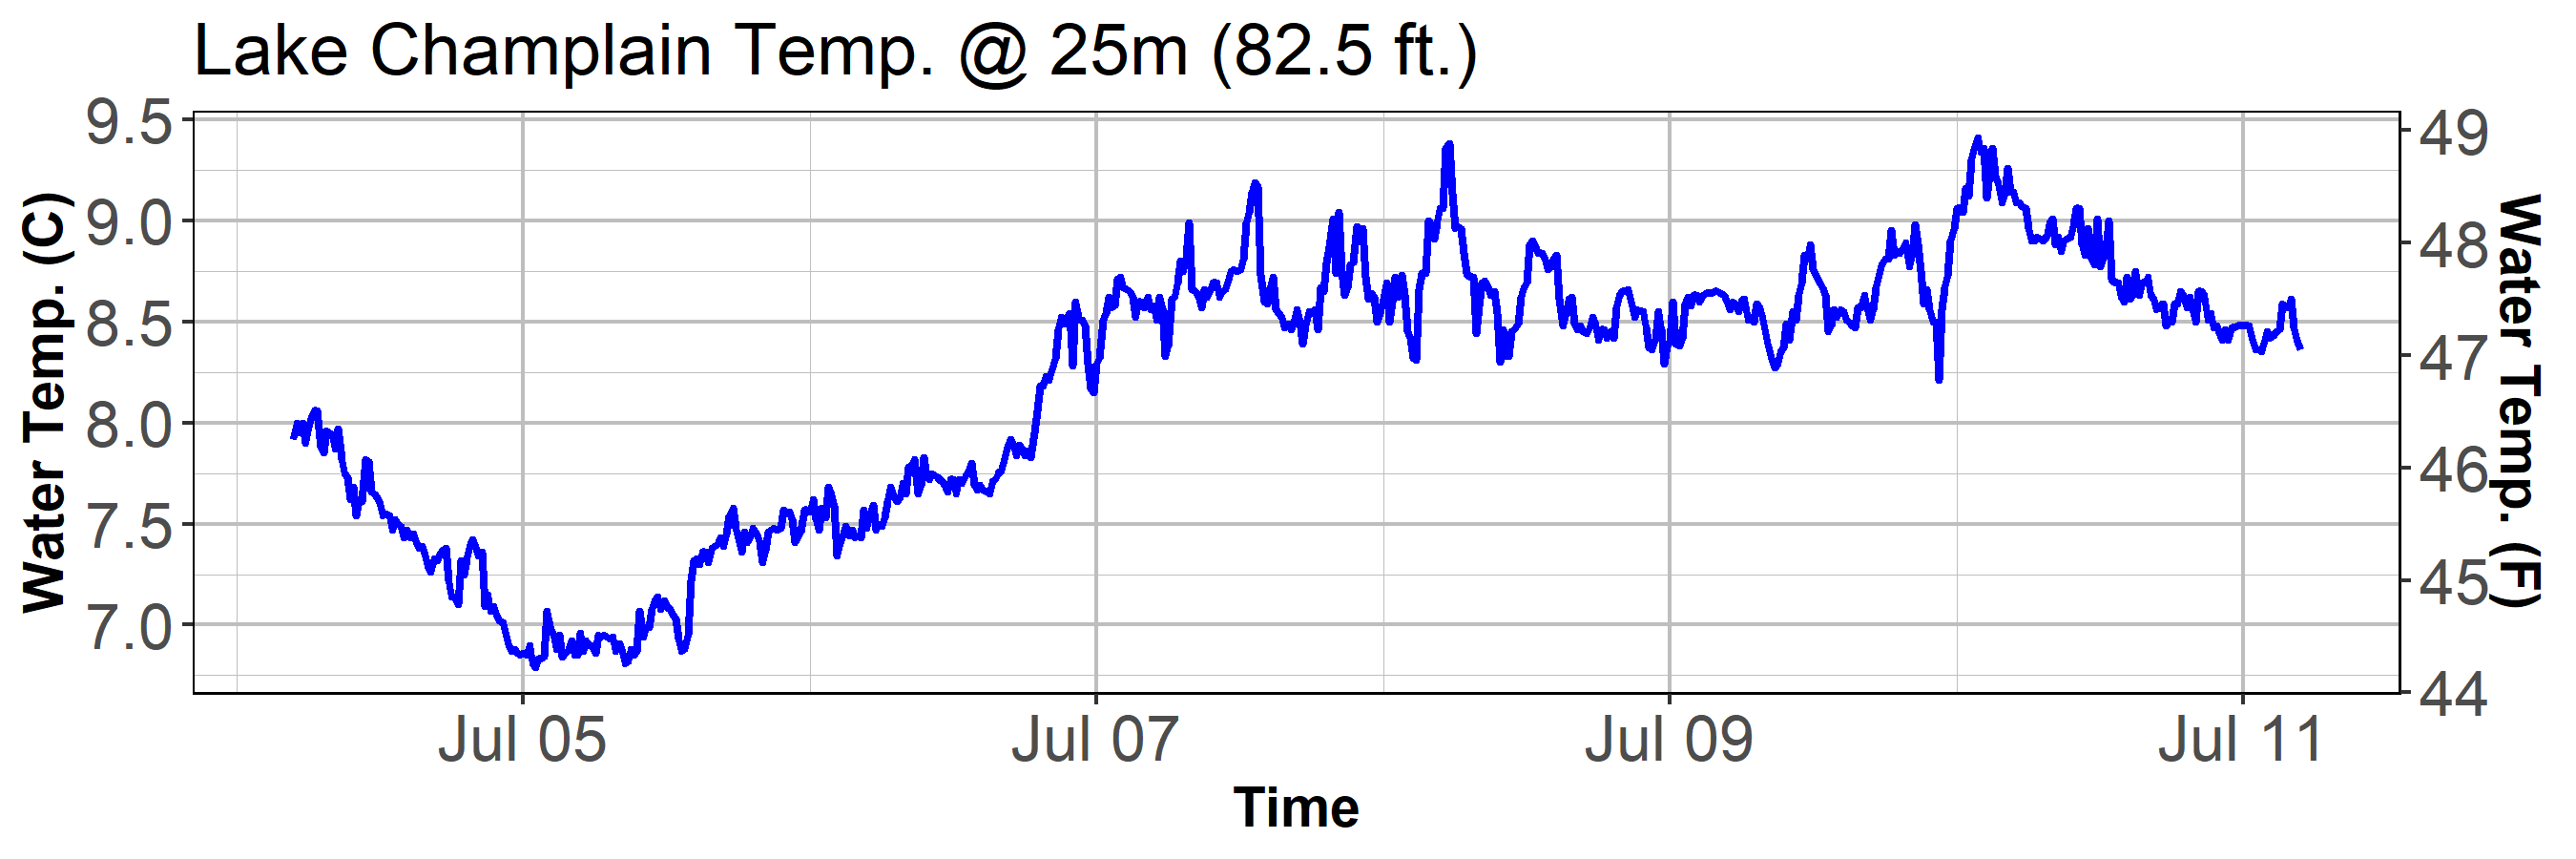 Lake Champlain Temp. @ 25m (82.5 ft.)
Water Temp. (C)
9.5
9.0
8.5
8.0
7.5
7.0
49
48
47
46
45
44
Water Temp. (F)
Jul 05 Jul 07 Jul 09 Jul 11
Time